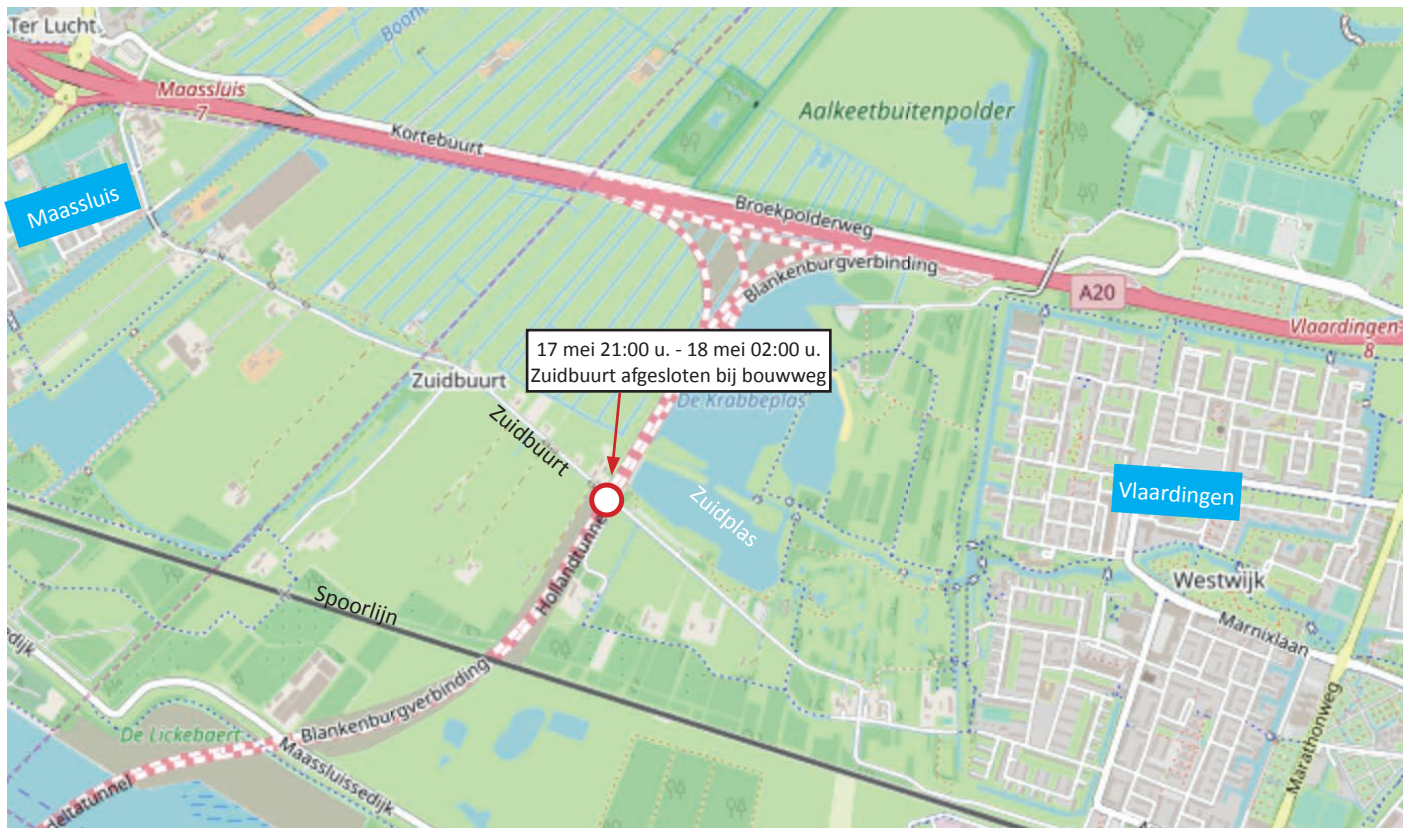 Ter Lucht
Maassluis
7
Kortebuurt
Aalkeetbuitenpolder
Maassluis
Broekpolderweg
Blankenburgverbinding
A20
Vlaardingen
8
17 mei 21:00 u. - 18 mei 02:00 u.
Zuidbuurt afgesloten bij bouwweg
Zuidbuurt
De Krabbeplas
Zuidbuurt
Zuidplas
Vlaardingen
Hollandtunnel
Westwijk
Spoorlijn
Marnixlaan
Blankenburgverbinding
De Lickebaert
Maassluissedijk
Marathonweg